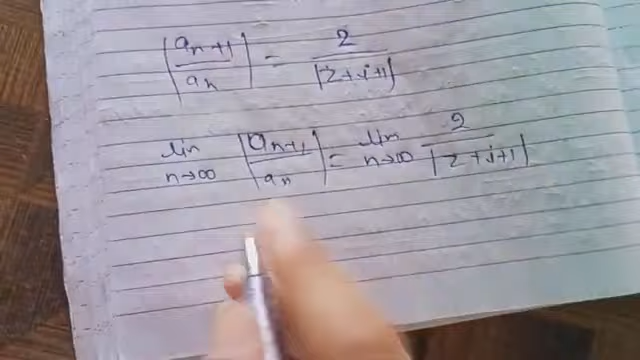 |aₙ₊₁/aₙ| = 2/|z+i+1|
lim n→∞ |aₙ₊₁/aₙ| = lim n→∞ 2/|z+i+1|